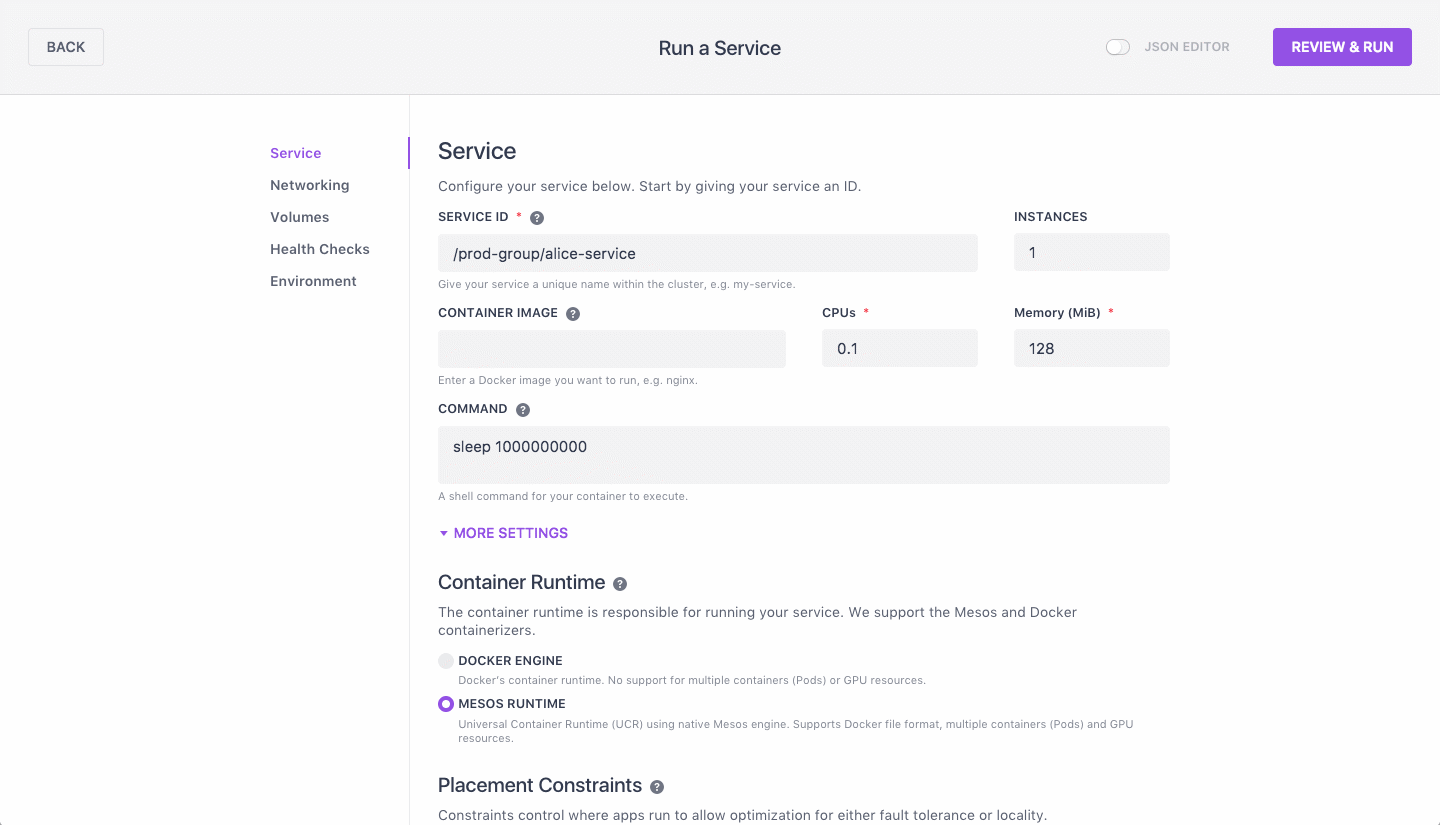 BACK
Run a Service
JSON EDITOR
REVIEW & RUN
Service
Networking
Volumes
Health Checks
Environment
Service
Configure your service below. Start by giving your service an ID.
SERVICE ID * ?
INSTANCES
/prod-group/alice-service
1
Give your service a unique name within the cluster, e.g. my-service.
CONTAINER IMAGE ?
CPUs *
Memory (MiB) *
0.1
128
Enter a Docker image you want to run, e.g. nginx.
COMMAND ?
sleep 1000000000
A shell command for your container to execute.
MORE SETTINGS
Container Runtime ?
The container runtime is responsible for running your service. We support the Mesos and Docker
containerizers.
DOCKER ENGINE
Docker's container runtime. No support for multiple containers (Pods) or GPU resources.
MESOS RUNTIME
Universal Container Runtime (UCR) using native Mesos engine. Supports Docker file format, multiple containers (Pods) and GPU
resources.
Placement Constraints ?
Constraints control where apps run to allow optimization for either fault tolerance or locality.